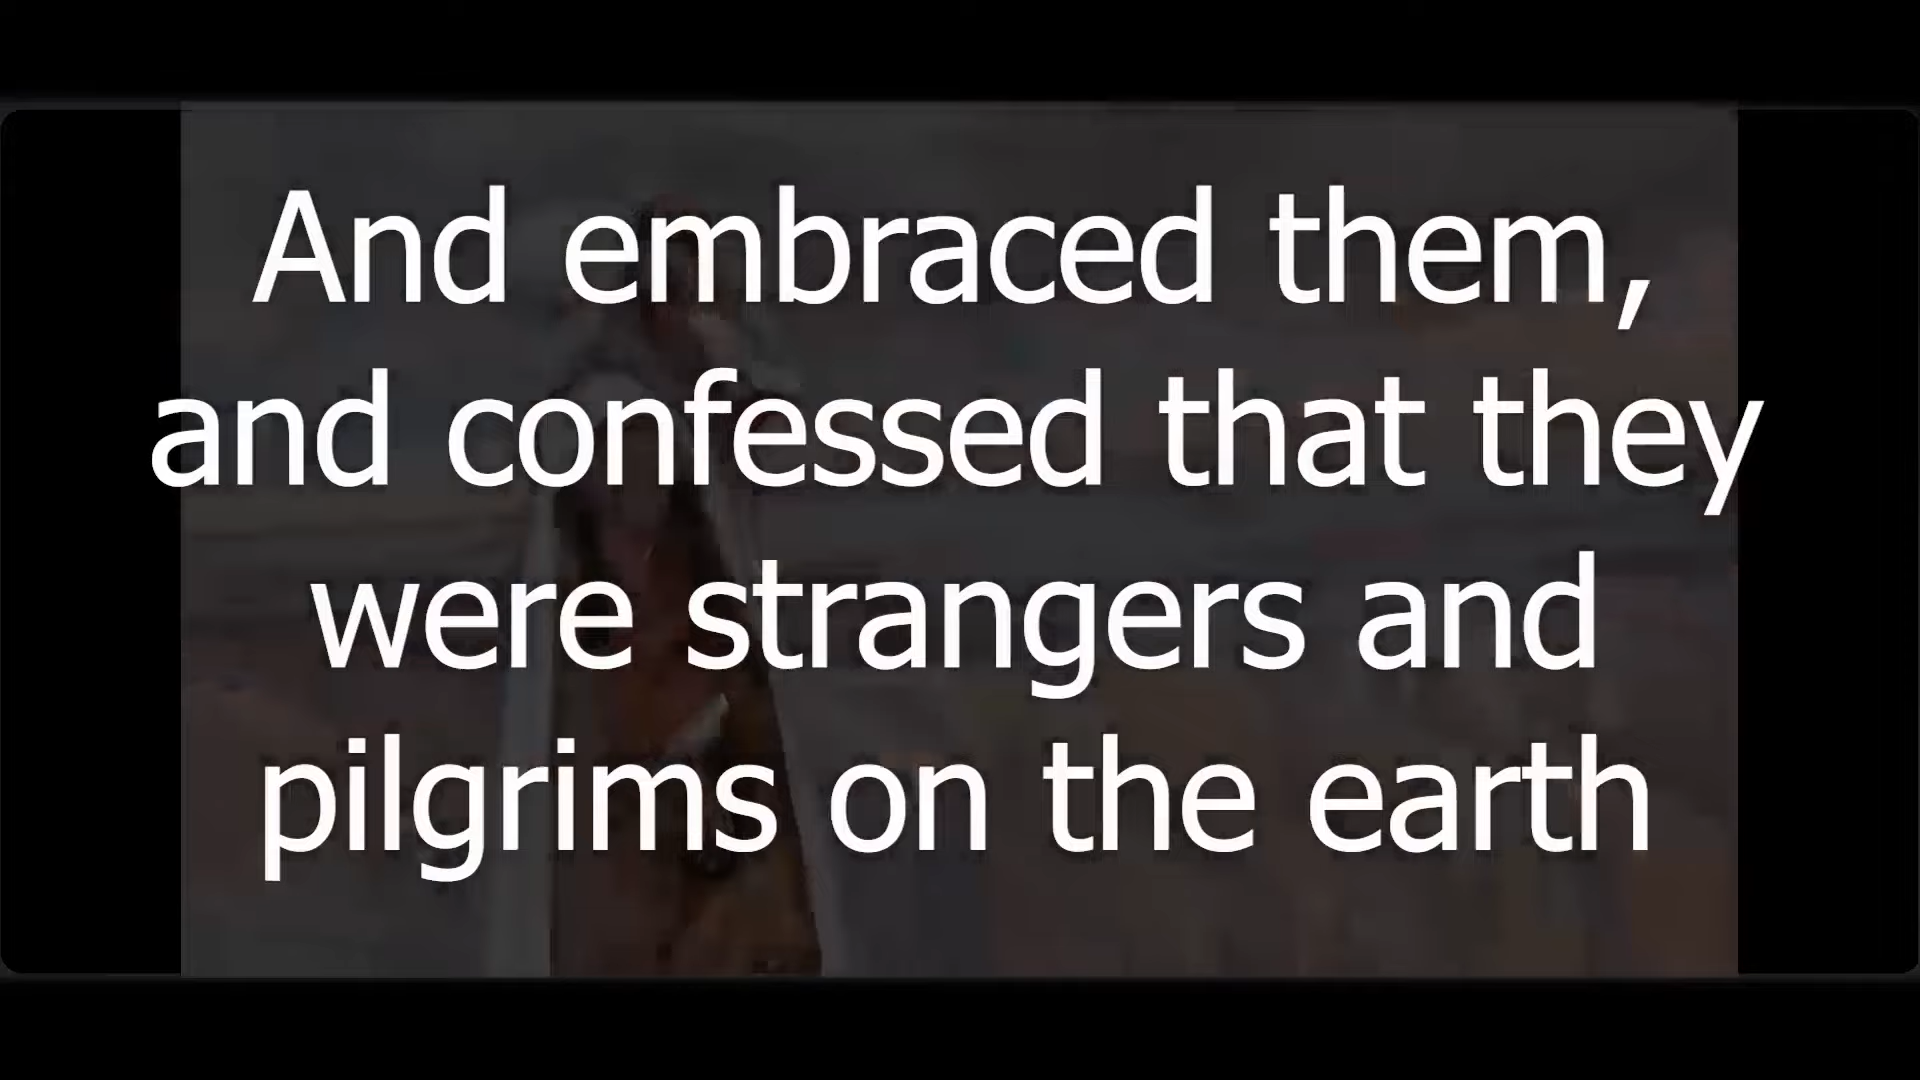 And embraced them,
and confessed that they
were strangers and
pilgrims on the earth